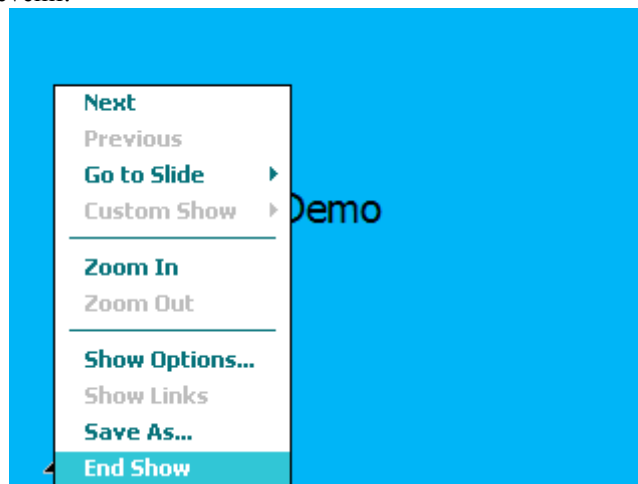 Next
Previous
Go to Slide
Custom Show
Demo
Zoom In
Zoom Out
Show Options...
Show Links
Save As...
End Show